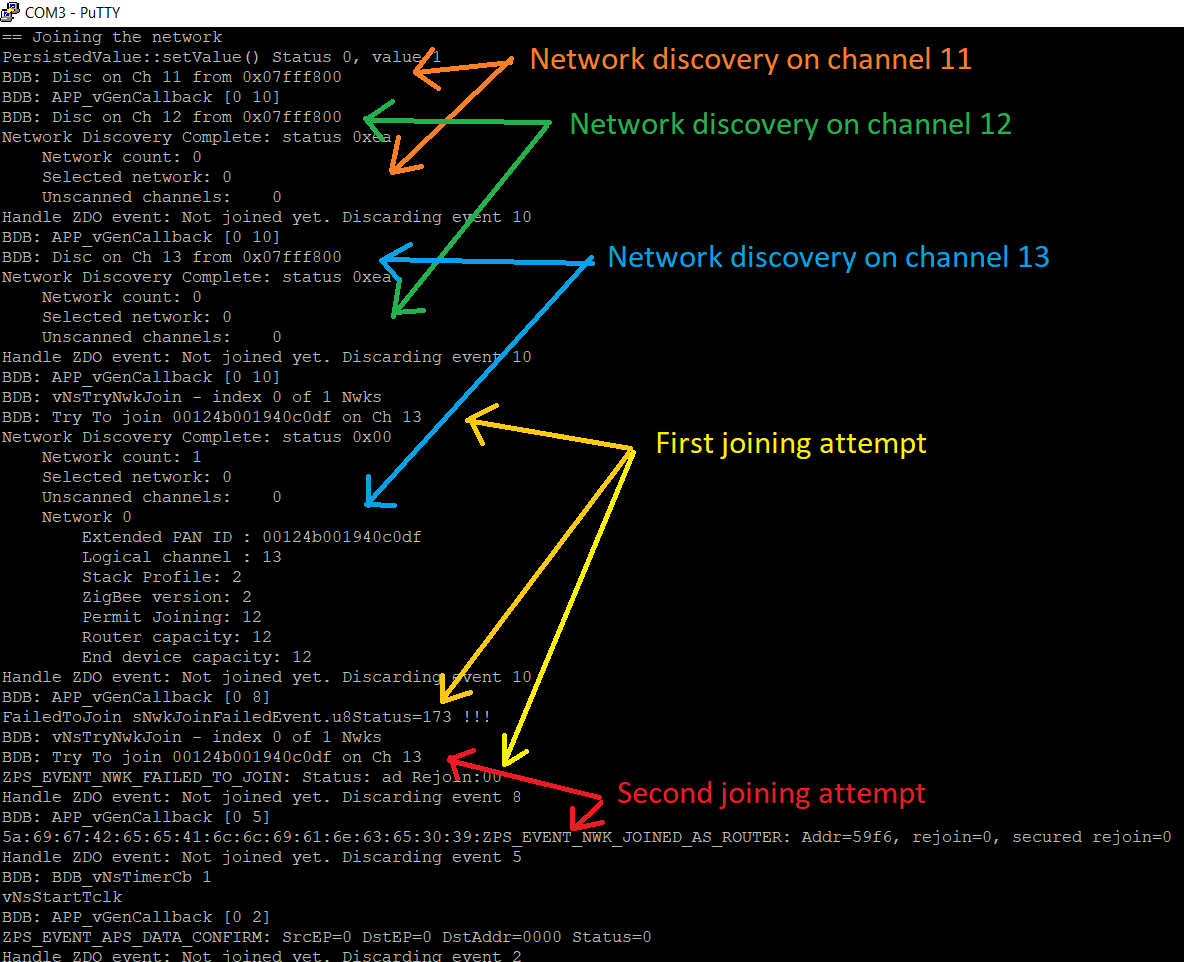 COM3 - PuTTY
== Joining the network
PersistedValue::setValue() Status 0, value 1
Network discovery on channel 11
BDB: Disc on Ch 11 from 0x07fff800
BDB: APP_vGenCallback [0 10]
BDB: Disc on Ch 12 from 0x07fff800
Network discovery on channel 12
Network Discovery Complete: status 0xea
Network count: 0
Selected network: 0
Unscanned channels:    0
Handle ZDO event: Not joined yet. Discarding event 10
BDB: APP_vGenCallback [0 10]
BDB: Disc on Ch 13 from 0x07fff800
Network discovery on channel 13
Network Discovery Complete: status 0xea
Network count: 0
Selected network: 0
Unscanned channels:    0
Handle ZDO event: Not joined yet. Discarding event 10
BDB: APP_vGenCallback [0 10]
BDB: vNsTryNwkJoin - index 0 of 1 Nwks
BDB: Try To join 00124b001940c0df on Ch 13
Network Discovery Complete: status 0x00
First joining attempt
Network count: 1
Selected network: 0
Unscanned channels:    0
Network 0
Extended PAN ID : 00124b001940c0df
Logical channel : 13
Stack Profile: 2
ZigBee version: 2
Permit Joining: 12
Router capacity: 12
End device capacity: 12
Handle ZDO event: Not joined yet. Discarding event 10
BDB: APP_vGenCallback [0 8]
FailedToJoin sNwkJoinFailedEvent.u8Status=173 !!!
BDB: vNsTryNwkJoin - index 0 of 1 Nwks
BDB: Try To join 00124b001940c0df on Ch 13
ZPS_EVENT_NWK_FAILED_TO_JOIN: Status: ad Rejoin:00
Second joining attempt
Handle ZDO event: Not joined yet. Discarding event 8
BDB: APP_vGenCallback [0 5]
5a:69:67:42:65:65:41:6c:6c:69:61:6e:63:65:30:39:ZPS_EVENT_NWK_JOINED_AS_ROUTER: Addr=59f6, rejoin=0, secured rejoin=0
Handle ZDO event: Not joined yet. Discarding event 5
BDB: BDB_vNsTimerCb 1
vNsStartTclk
BDB: APP_vGenCallback [0 2]
ZPS_EVENT_APS_DATA_CONFIRM: SrcEP=0 DstEP=0 DstAddr=0000 Status=0
Handle ZDO event: Not joined yet. Discarding event 2